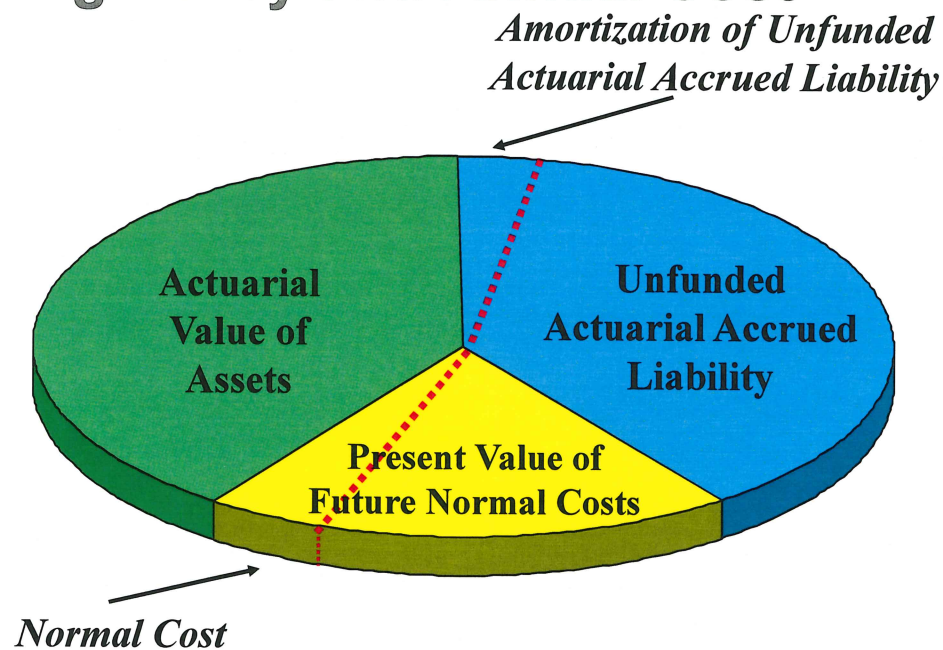 Amortization of Unfunded
Actuarial Accrued Liability
Actuarial
Value of
Assets
Unfunded
Actuarial Accrued
Liability
Present Value of
Future Normal Costs
Normal Cost